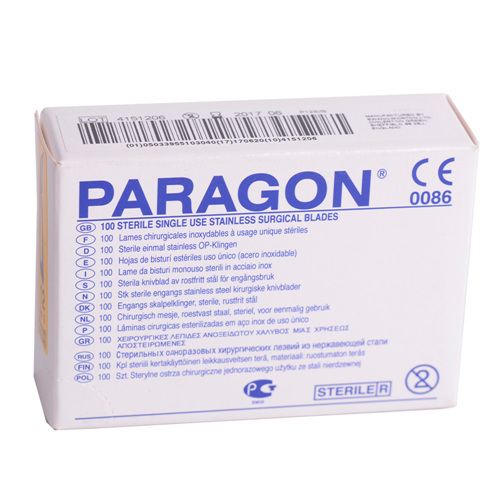 LOT 4151206 2 2017 06 P128/8
(01)05033955103040(17)170620(10)4151206
PARAGON®
CE
0086
GB 100 STERILE SINGLE USE STAINLESS SURGICAL BLADES
F 100 Lames chirurgicales inoxydables à usage unique stériles
D 100 Sterile einmal stainless OP-Klingen
E 100 Hojas de bisturí estériles uso único (acero inoxidable)
I 100 Lame da bisturi monouso sterili in acciaio inox
S 100 Sterila knivblad av rostfritt stål för engångsbruk
N 100 Stk sterile engangs stainless steel kirurgiske knivblader
DK 100 Engangs skalpelklinger, sterile, rustfrit stål
NL 100 Chirurgisch mesje, roestvast staal, steriel, voor eenmalig gebruik
P 100 Lâminas cirurgicas esterilizadas em aço inox de uso único
GR 100 ΧΕΙΡΟΥΡΓΙΚΕΣ ΛΕΠΙΔΕΣ ΑΝΟΞΕΙΔΩΤΟΥ ΧΑΛΥΒΟΣ ΜΙΑΣ ΧΡΗΣΕΩΣ
ΑΠΟΣΤΕΙΡΩΜΕΝΕΣ
RUS 100 Стерильных одноразовых хирургических лезвий из нержавеющей стали
FIN 100 Kpl steriili kertakäyttöinen leikkausveitsen terä, materiaali: ruostumaton teräs
POL 100 Szt. Sterylne ostrza chirurgiczne jednorazowego użytku ze stali nierdzewnej
STERILE R
2